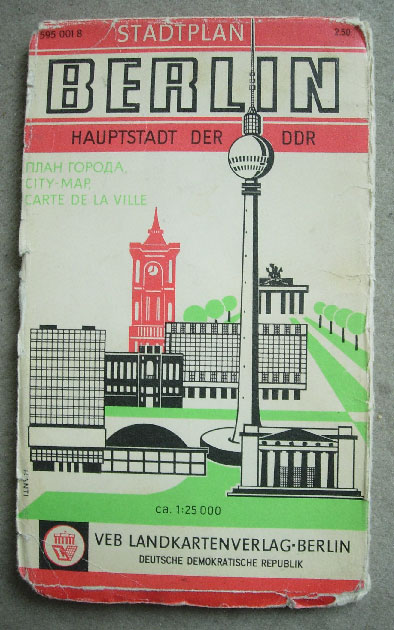 595 001 8
STADTPLAN
2.50
BERLIN
HAUPTSTADT DER DDR
ПЛАН ГОРОДА,
CITY-MAP,
CARTE DE LA VILLE
ca. 1:25 000
VEB LANDKARTENVERLAG·BERLIN
DEUTSCHE DEMOKRATISCHE REPUBLIK